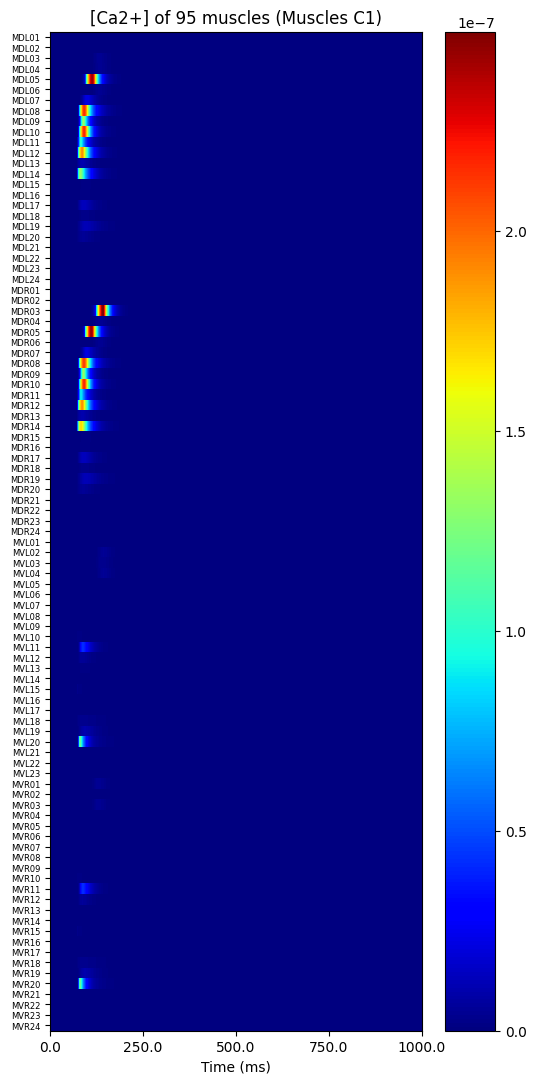 [Ca2+] of 95 muscles (Muscles C1)
1e-7
MDL01
MDL02
MDL03
MDL04
MDL05
MDL06
MDL07
MDL08
MDL09
MDL10
MDL11
MDL12
MDL13
MDL14
MDL15
MDL16
MDL17
MDL18
MDL19
MDL20
MDL21
MDL22
MDL23
MDL24
MDR01
MDR02
MDR03
MDR04
MDR05
MDR06
MDR07
MDR08
MDR09
MDR10
MDR11
MDR12
MDR13
MDR14
MDR15
MDR16
MDR17
MDR18
MDR19
MDR20
MDR21
MDR22
MDR23
MDR24
MVL01
MVL02
MVL03
MVL04
MVL05
MVL06
MVL07
MVL08
MVL09
MVL10
MVL11
MVL12
MVL13
MVL14
MVL15
MVL16
MVL17
MVL18
MVL19
MVL20
MVL21
MVL22
MVL23
MVR01
MVR02
MVR03
MVR04
MVR05
MVR06
MVR07
MVR08
MVR09
MVR10
MVR11
MVR12
MVR13
MVR14
MVR15
MVR16
MVR17
MVR18
MVR19
MVR20
MVR21
MVR22
MVR23
MVR24
0.0 250.0 500.0 750.0 1000.0
Time (ms)
2.0
1.5
1.0
0.5
0.0